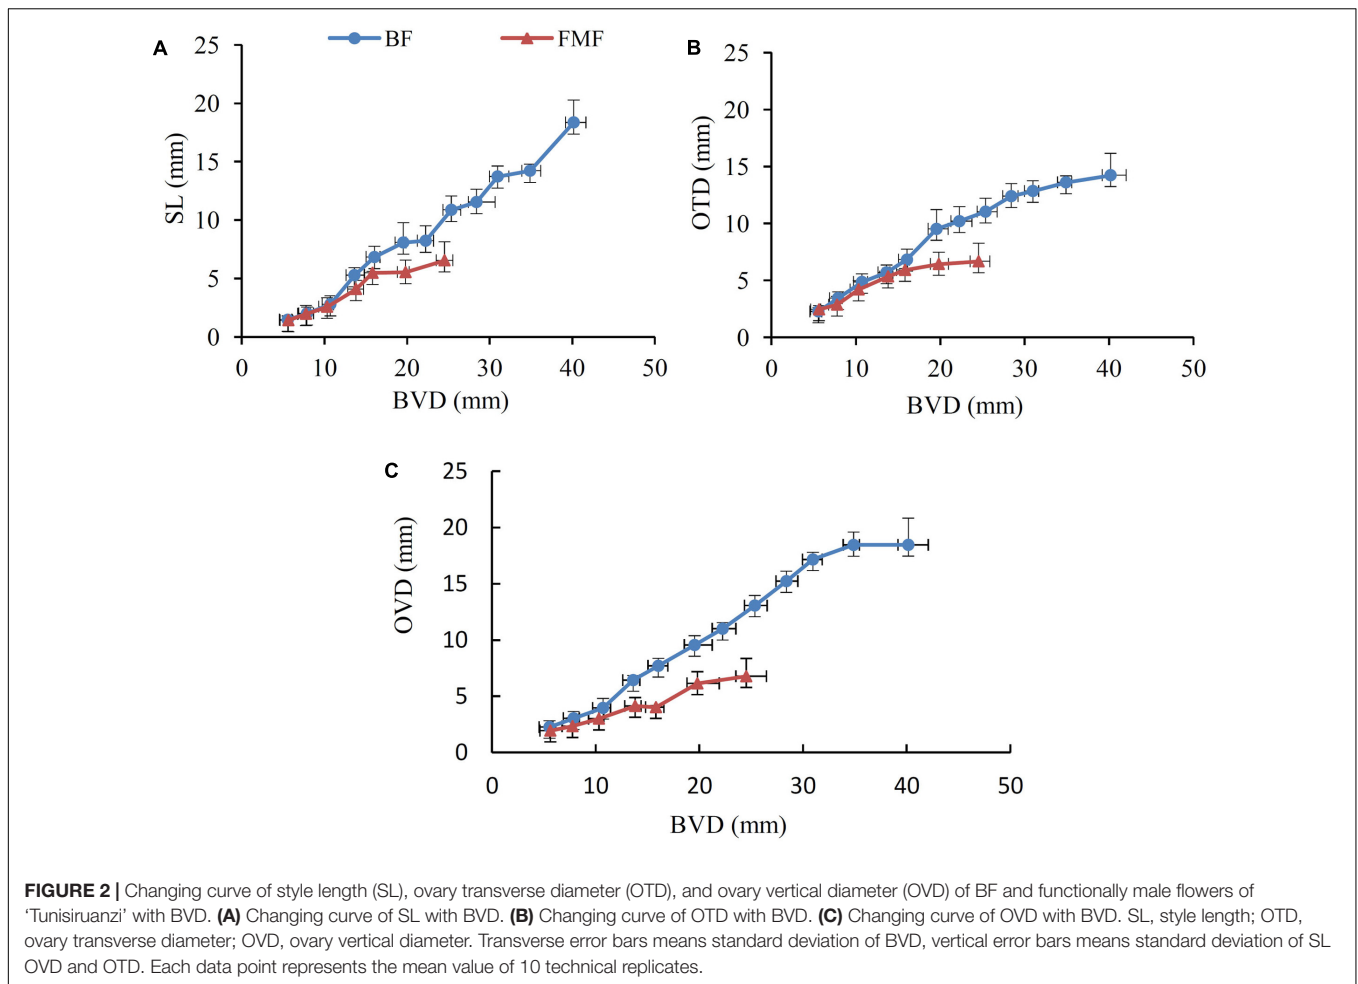 A
BF
FMF
25
20
15
10
5
0
SL (mm)
0 10 20 30 40 50
BVD (mm)
B
25
20
15
10
5
0
OTD (mm)
0 10 20 30 40 50
BVD (mm)
C
25
20
15
10
5
0
OVD (mm)
0 10 20 30 40 50
BVD (mm)
FIGURE 2 | Changing curve of style length (SL), ovary transverse diameter (OTD), and ovary vertical diameter (OVD) of BF and functionally male flowers of
‘Tunisiruanzi’ with BVD. (A) Changing curve of SL with BVD. (B) Changing curve of OTD with BVD. (C) Changing curve of OVD with BVD. SL, style length; OTD,
ovary transverse diameter; OVD, ovary vertical diameter. Transverse error bars means standard deviation of BVD, vertical error bars means standard deviation of SL
OVD and OTD. Each data point represents the mean value of 10 technical replicates.